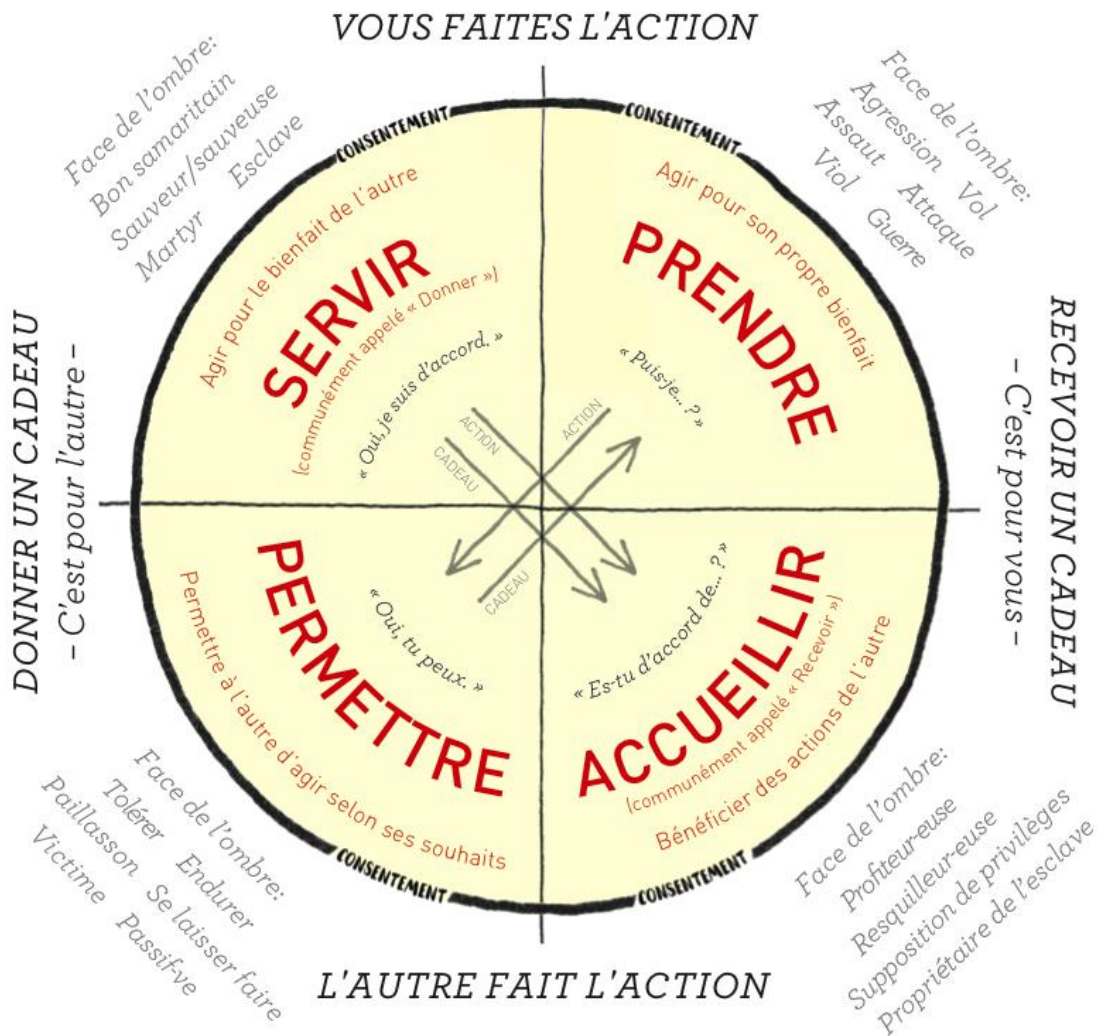 VOUS FAITES L'ACTION
Face de l'ombre:
Bon samaritain
Sauveur/sauveuse
Martyr Esclave
Face de l'ombre:
Agression Vol
Assaut Attaque
Viol Guerre
CONSENTEMENT
CONSENTEMENT
Agir pour le bienfait de l'autre
SERVIR
(communément appelé « Donner »)
« Oui, je suis d'accord. »
Agir pour son propre bienfait
PRENDRE
« Puis-je...? »
DONNER UN CADEAU
– C'est pour l'autre –
RECEVOIR UN CADEAU
– C'est pour vous –
ACTION
CADEAU
ACTION
CADEAU
« Oui, tu peux. »
PERMETTRE
Permettre à l'autre d'agir selon ses souhaits
« Es-tu d'accord de... ? »
ACCUEILLIR
(communément appelé « Recevoir »)
Bénéficier des actions de l'autre
CONSENTEMENT
CONSENTEMENT
Face de l'ombre:
Tolérer Endurer
Paillasson Se laisser faire
Victime Passif-ve
Face de l'ombre:
Profiteur-euse
Resquilleur-euse
Supposition de privilèges
Propriétaire de l'esclave
L'AUTRE FAIT L'ACTION